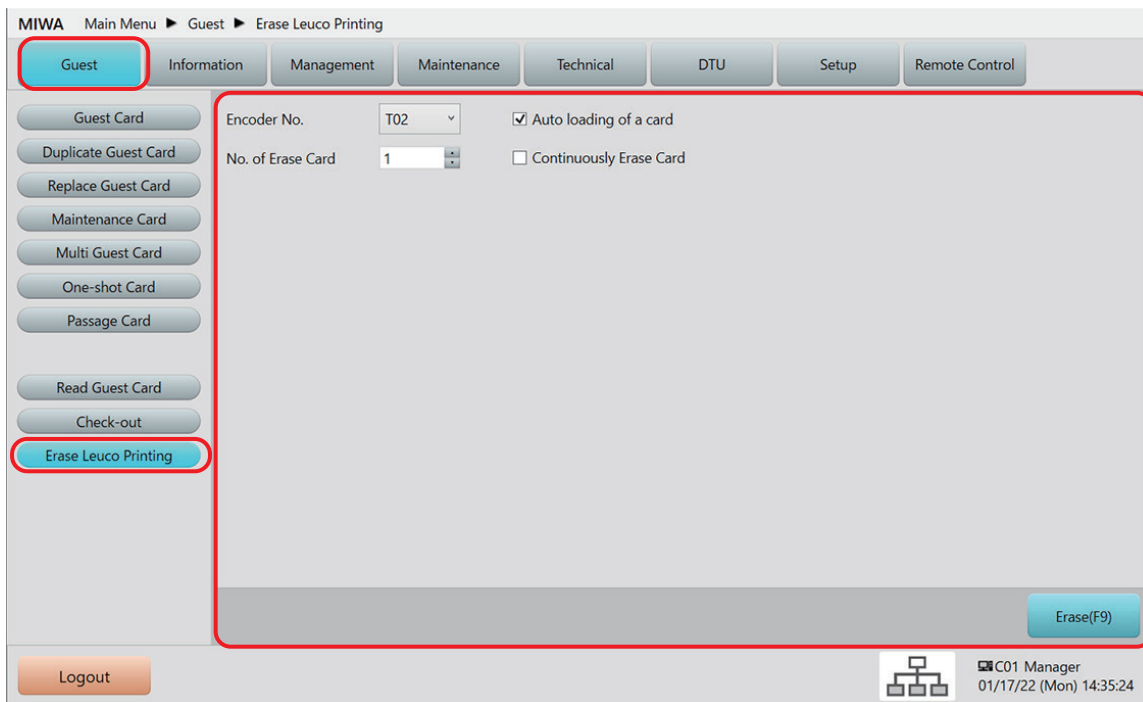 MIWA Main Menu ▶ Guest ▶ Erase Leuco Printing
Guest Information Management Maintenance Technical DTU Setup Remote Control
Guest Card
Duplicate Guest Card
Replace Guest Card
Maintenance Card
Multi Guest Card
One-shot Card
Passage Card
Read Guest Card
Check-out
Erase Leuco Printing
Encoder No. T02 Auto loading of a card
No. of Erase Card 1 Continuously Erase Card
Erase(F9)
Logout
C01 Manager
01/17/22 (Mon) 14:35:24